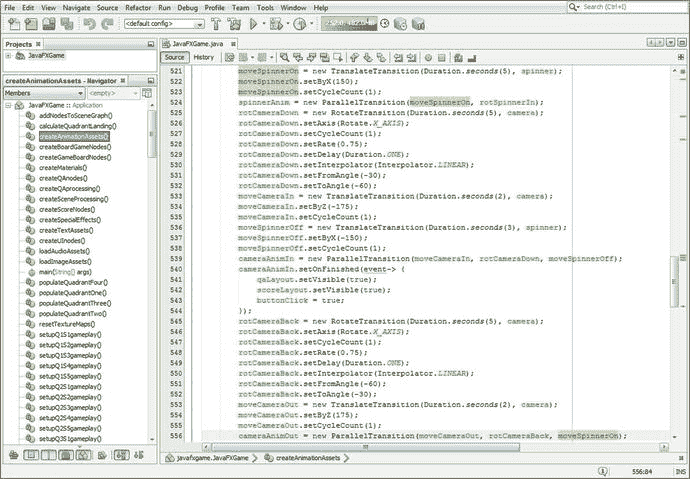 File Edit View Navigate Source Refactor Run Debug Profile Team Tools Window Help
Search (Ctrl+I)
<default config>
Projects
JavaFXGame
createAnimationAssets - Navigator
Members
<empty>
JavaFXGame :: Application
addNodesToSceneGraph()
calculateQuadrantLanding()
createAnimationAssets()
createBoardGameNodes()
createGameBoardNodes()
createMaterials()
createQAnodes()
createQAprocessing()
createSceneProcessing()
createScoreNodes()
createSpecialEffects()
createTextAssets()
createUInodes()
loadAudioAssets()
loadImageAssets()
main(String[] args)
populateQuadrantFour()
populateQuadrantOne()
populateQuadrantThree()
populateQuadrantTwo()
resetTextureMaps()
setupQ1S1gameplay()
setupQ1S2gameplay()
setupQ1S3gameplay()
setupQ1S4gameplay()
setupQ1S5gameplay()
setupQ2S1gameplay()
setupQ2S2gameplay()
setupQ2S3gameplay()
setupQ2S4gameplay()
setupQ2S5gameplay()
setupQ3S1gameplay()
JavaFXGame.java
Source History
521 moveSpinnerOn = new TranslateTransition(Duration.seconds(5), spinner);
522 moveSpinnerOn.setByX(150);
523 moveSpinnerOn.setCycleCount(1);
524 spinnerAnim = new ParallelTransition(moveSpinnerOn, rotSpinnerIn);
525 rotCameraDown = new RotateTransition(Duration.seconds(5), camera);
526 rotCameraDown.setAxis(Rotate.X_AXIS);
527 rotCameraDown.setCycleCount(1);
528 rotCameraDown.setRate(0.75);
529 rotCameraDown.setDelay(Duration.ONE);
530 rotCameraDown.setInterpolator(Interpolator.LINEAR);
531 rotCameraDown.setFromAngle(-30);
532 rotCameraDown.setToAngle(-60);
533 moveCameraIn = new TranslateTransition(Duration.seconds(2), camera);
534 moveCameraIn.setByZ(-175);
535 moveCameraIn.setCycleCount(1);
536 moveSpinnerOff = new TranslateTransition(Duration.seconds(3), spinner);
537 moveSpinnerOff.setByX(-150);
538 moveSpinnerOff.setCycleCount(1);
539 cameraAnimIn = new ParallelTransition(moveCameraIn, rotCameraDown, moveSpinnerOff);
540 cameraAnimIn.setOnFinished(event-> {
541 qaLayout.setVisible(true);
542 scoreLayout.setVisible(true);
543 buttonClick = true;
544 });
545 rotCameraBack = new RotateTransition(Duration.seconds(5), camera);
546 rotCameraBack.setAxis(Rotate.X_AXIS);
547 rotCameraBack.setCycleCount(1);
548 rotCameraBack.setRate(0.75);
549 rotCameraBack.setDelay(Duration.ONE);
550 rotCameraBack.setInterpolator(Interpolator.LINEAR);
551 rotCameraBack.setFromAngle(-60);
552 rotCameraBack.setToAngle(-30);
553 moveCameraOut = new TranslateTransition(Duration.seconds(2), camera);
554 moveCameraOut.setByZ(175);
555 moveCameraOut.setCycleCount(1);
556 cameraAnimOut = new ParallelTransition(moveCameraOut, rotCameraBack, moveSpinnerOn);
javafxgame.JavaFXGame createAnimationAssets
556:84 INS